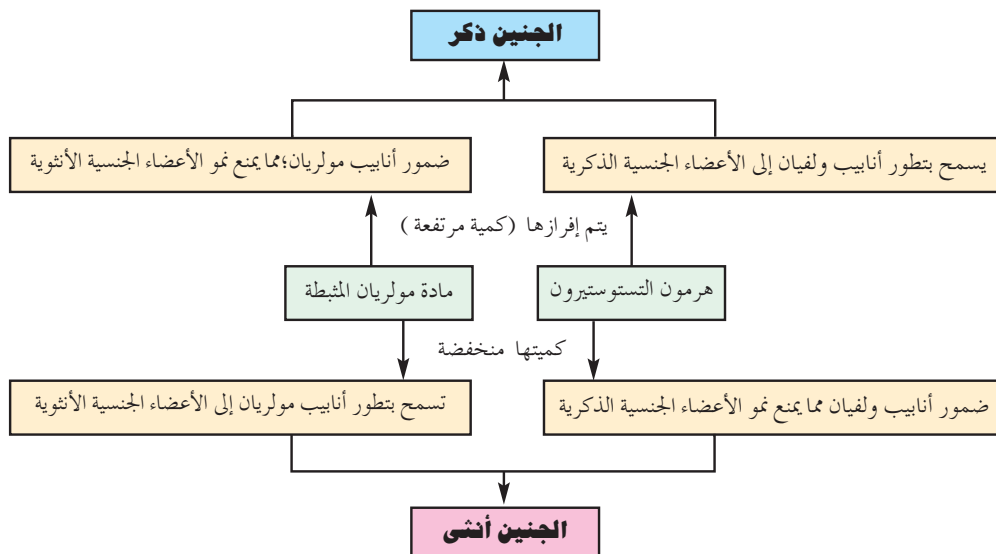 الجنين ذكر
يسمح بتطور أنابيب ولفيان إلى الأعضاء الجنسية الذكرية
ضمور أنابيب مولريان؛مما يمنع نمو الأعضاء الجنسية الأنثوية
يتم إفرازها (كمية مرتفعة)
هرمون التستوستيرون
مادة مولريان المثبطة
كميتها منخفضة
ضمور أنابيب ولفيان مما يمنع نمو الأعضاء الجنسية الذكرية
تسمح بتطور أنابيب مولريان إلى الأعضاء الجنسية الأنثوية
الجنين أنثى